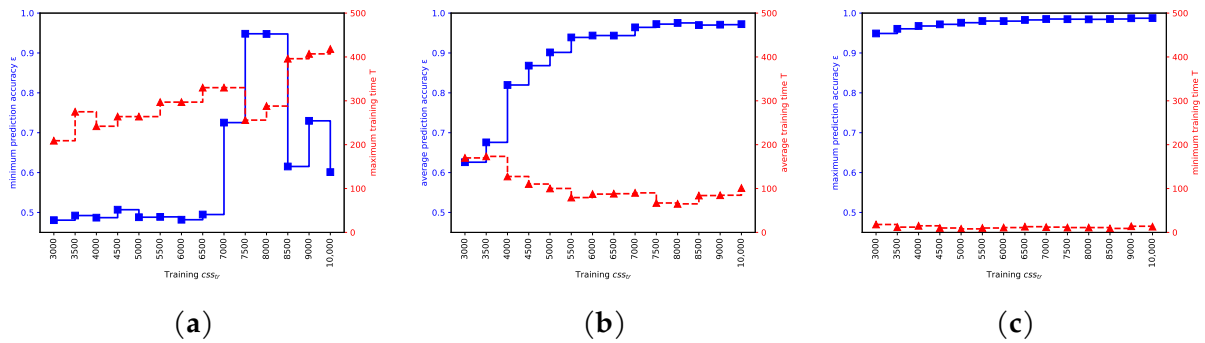 1.0
0.9
0.8
0.7
0.6
0.5
minimum prediction accuracy ε
500
400
300
200
100
0
maximum training time T
3000 3500 4000 4500 5000 5500 6000 6500 7000 7500 8000 8500 9000 10,000
Training css_tr
(a)
1.0
0.9
0.8
0.7
0.6
0.5
average prediction accuracy ε
500
400
300
200
100
0
average training time T
3000 3500 4000 4500 5000 5500 6000 6500 7000 7500 8000 8500 9000 10,000
Training css_tr
(b)
1.0
0.9
0.8
0.7
0.6
0.5
maximum prediction accuracy ε
500
400
300
200
100
0
minimum training time T
3000 3500 4000 4500 5000 5500 6000 6500 7000 7500 8000 8500 9000 10,000
Training css_tr
(c)